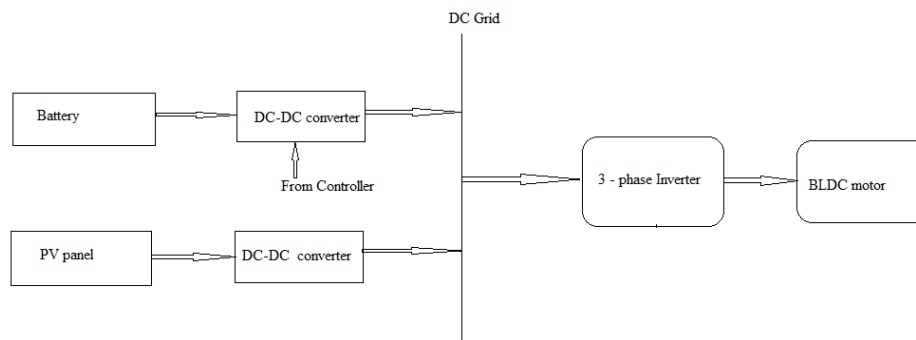 DC Grid
Battery
DC-DC converter
From Controller
3 - phase Inverter
BLDC motor
PV panel
DC-DC converter